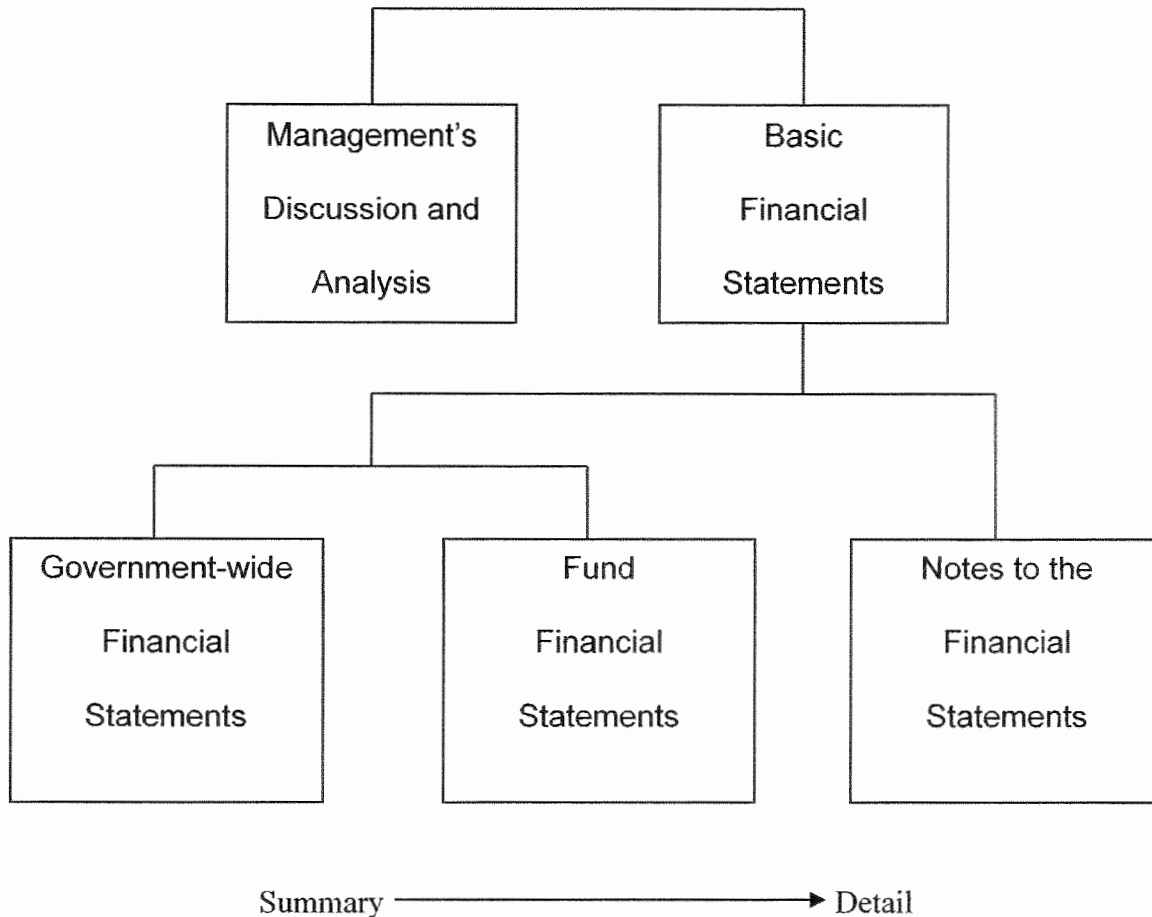 Management's
Discussion and
Analysis
Basic
Financial
Statements
Government-wide
Financial
Statements
Fund
Financial
Statements
Notes to the
Financial
Statements
Summary
Detail